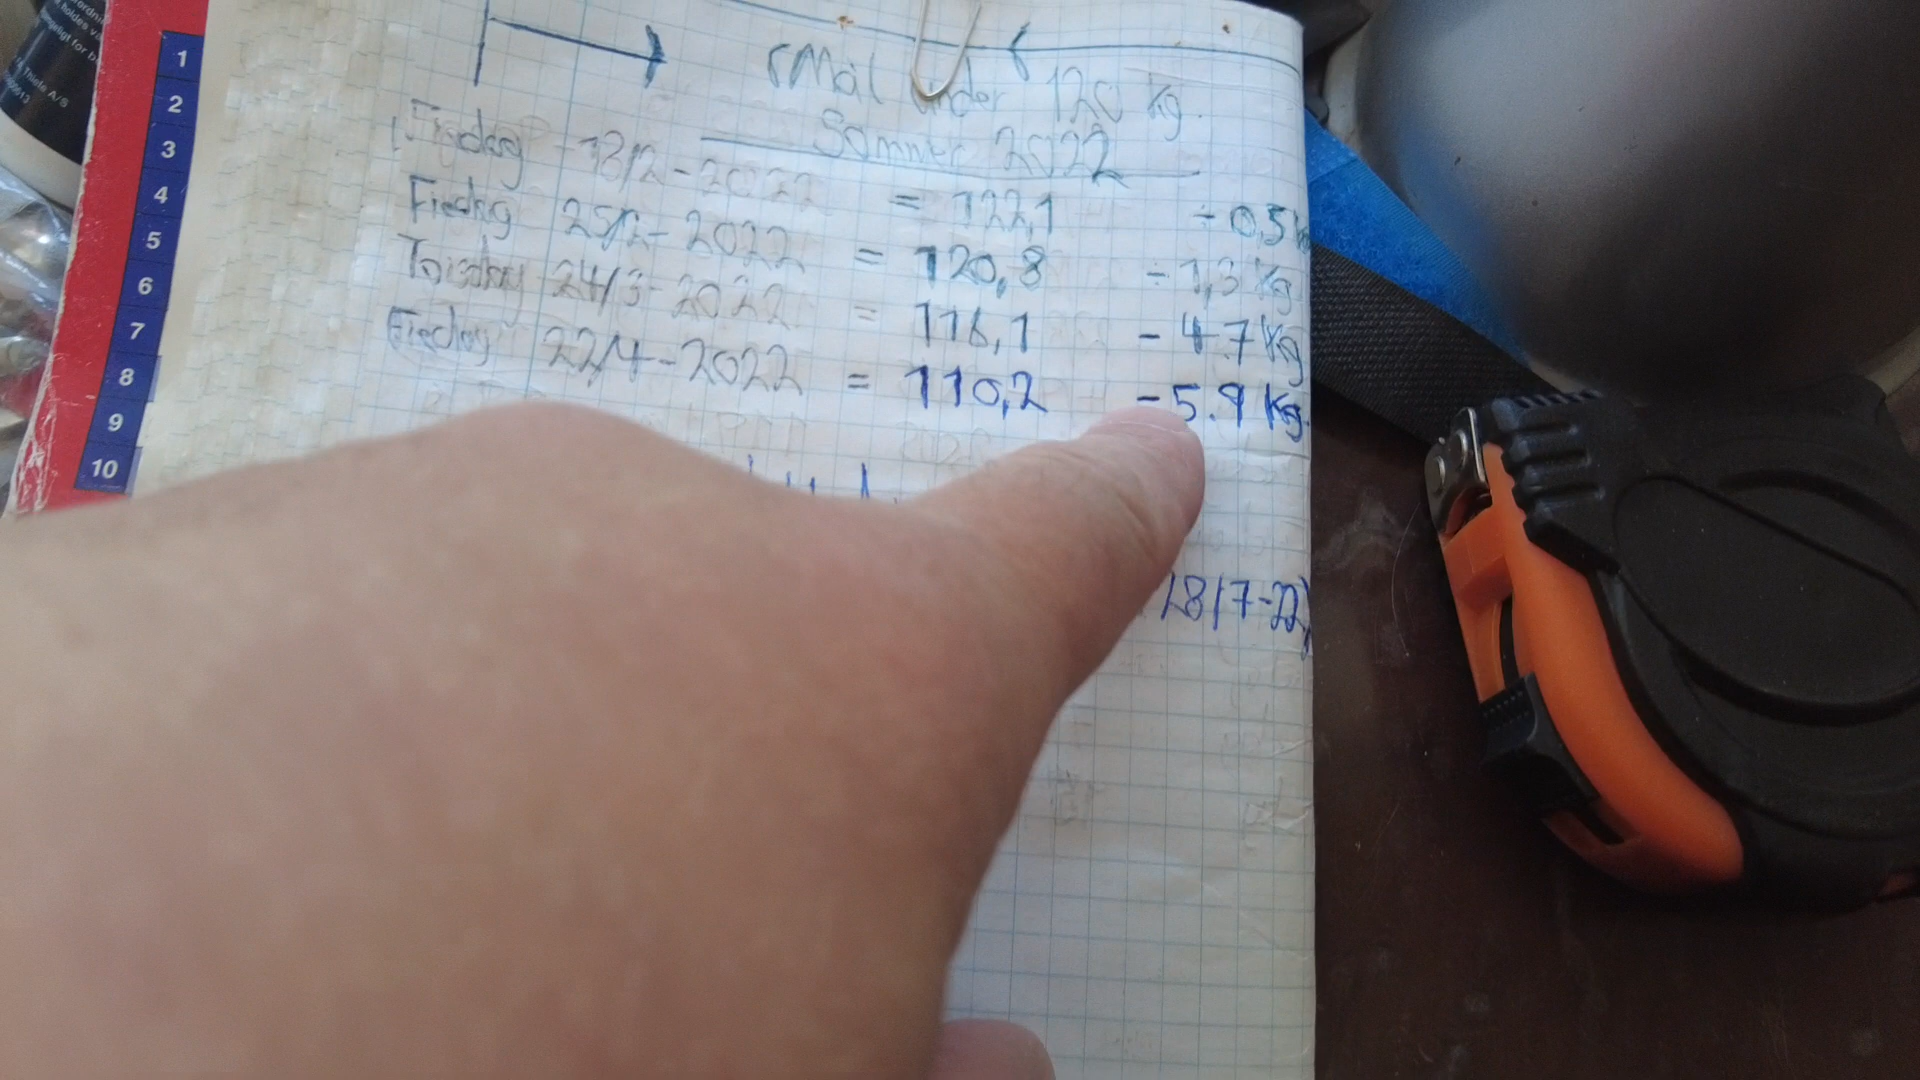 (Mål under 120 kg.
Sommer 2022
Fredag 18/2-2022 = 122,1 ÷ 0,5
Fredag 25/2-2022 = 120,8 ÷ 1,3 Kg
Torsdag 24/3-2022 = 116,1 - 4.7 Kg
Fredag 22/4-2022 = 110,2 - 5.9 Kg.
28/7-22)
1
2
3
4
5
6
7
8
9
10
Thiele A/S